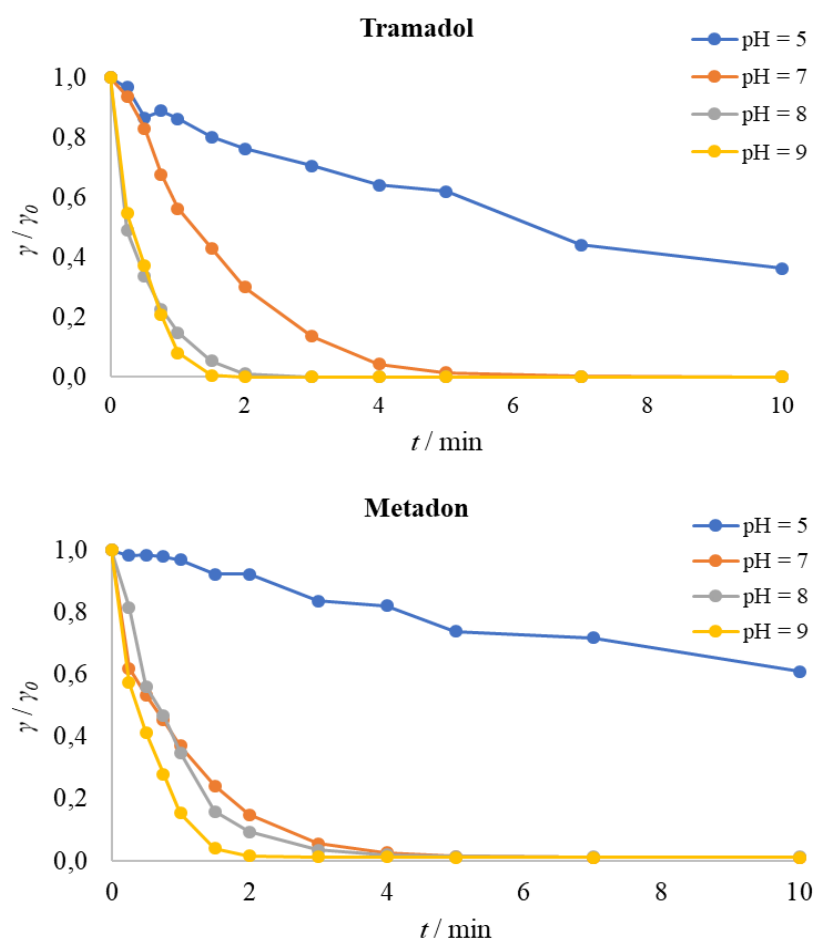 Tramadol
pH = 5
pH = 7
pH = 8
pH = 9
1,0
0,8
0,6
0,4
0,2
0,0
γ / γ0
0 2 4 6 8 10
t / min
Metadon
pH = 5
pH = 7
pH = 8
pH = 9
1,0
0,8
0,6
0,4
0,2
0,0
γ / γ0
0 2 4 6 8 10
t / min